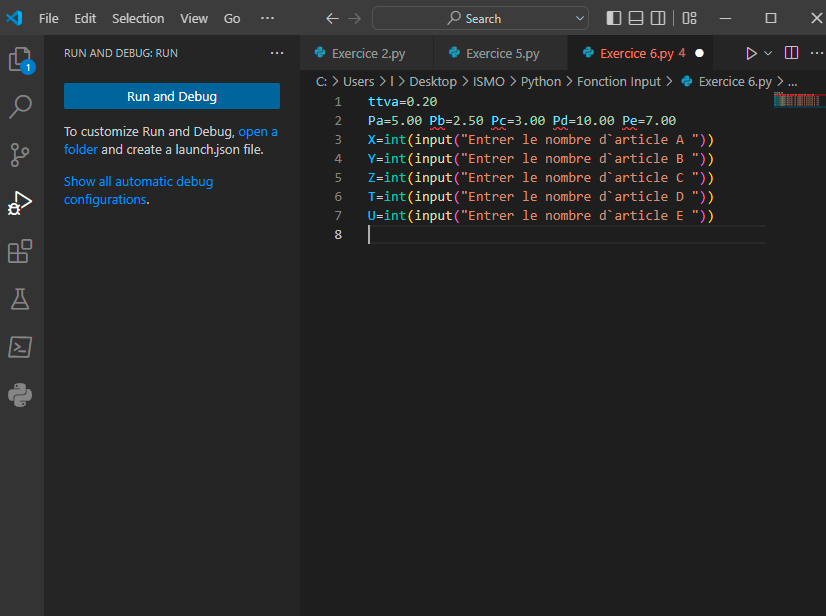 File Edit Selection View Go ··· Search
RUN AND DEBUG: RUN ···
Exercice 2.py Exercice 5.py Exercice 6.py 4 ···
1
Run and Debug
To customize Run and Debug, open a
folder and create a launch.json file.
Show all automatic debug
configurations.
C: > Users > l > Desktop > ISMO > Python > Fonction Input > Exercice 6.py > ...
1 ttva=0.20
2 Pa=5.00 Pb=2.50 Pc=3.00 Pd=10.00 Pe=7.00
3 X=int(input("Entrer le nombre d`article A "))
4 Y=int(input("Entrer le nombre d`article B "))
5 Z=int(input("Entrer le nombre d`article C "))
6 T=int(input("Entrer le nombre d`article D "))
7 U=int(input("Entrer le nombre d`article E "))
8